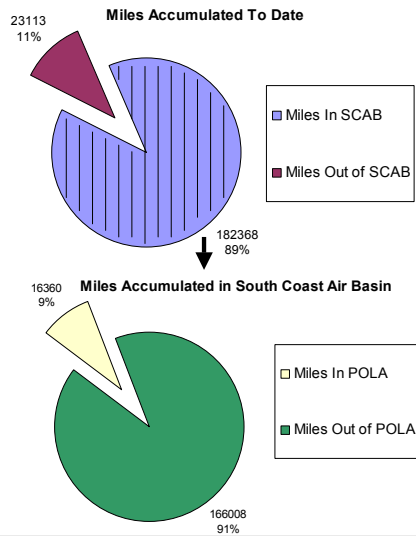 Miles Accumulated To Date
23113
11%
Miles In SCAB
Miles Out of SCAB
182368
89%
Miles Accumulated in South Coast Air Basin
16360
9%
Miles In POLA
Miles Out of POLA
166008
91%